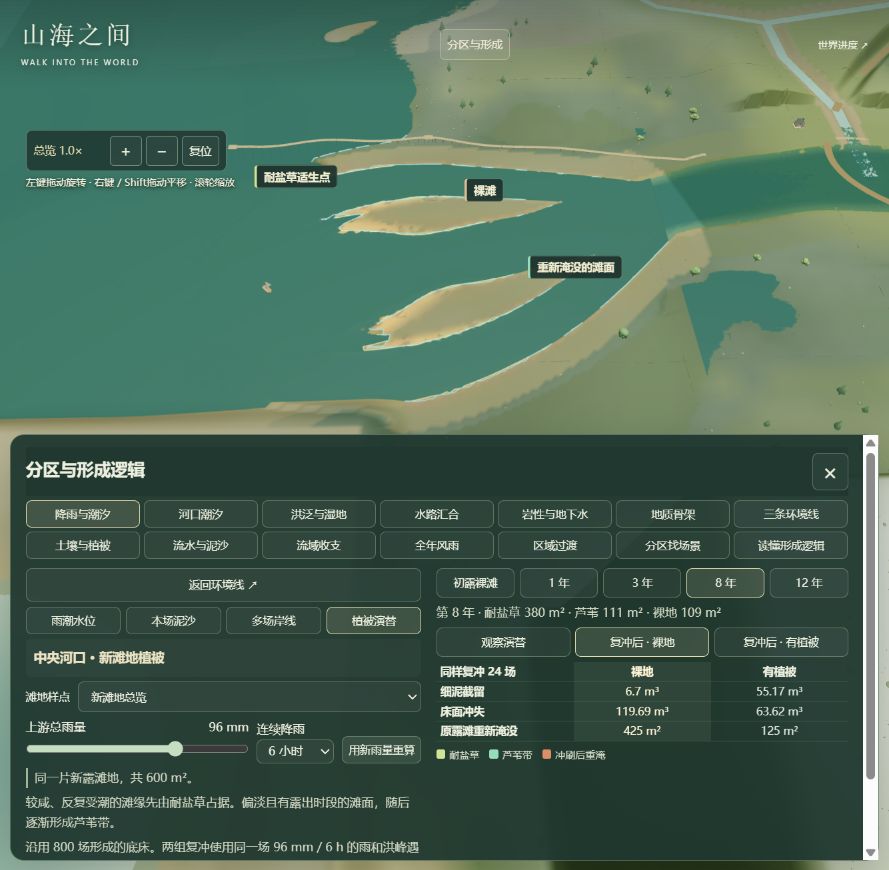 山海之间
WALK INTO THE WORLD
分区与形成
世界进度 ↗
总览 1.0×
+
−
复位
左键拖动旋转 · 右键 / Shift拖动平移 · 滚轮缩放
耐盐草适生点
裸滩
重新淹没的滩面
分区与形成逻辑
×
降雨与潮汐 河口潮汐 洪泛与湿地 水路汇合 岩性与地下水 地质骨架 三条环境线
土壤与植被 流水与泥沙 流域收支 全年风雨 区域过渡 分区找场景 读懂形成逻辑
返回环境线 ↗
雨潮水位 本场泥沙 多场岸线 植被演替
中央河口 · 新滩地植被
滩地样点 新滩地总览
上游总雨量 96 mm 连续降雨
6 小时 用新雨量重算
同一片新露滩地，共 600 m²。
较咸、反复受潮的滩缘先由耐盐草占据。偏淡且有露出时段的滩面，随后
逐渐形成芦苇带。
沿用 800 场形成的底床。两组复冲使用同一场 96 mm / 6 h 的雨和洪峰遇
初露裸滩 1 年 3 年 8 年 12 年
第 8 年 · 耐盐草 380 m² · 芦苇 111 m² · 裸地 109 m²
观察演替 复冲后 · 裸地 复冲后 · 有植被
同样复冲 24 场 裸地 有植被
细泥截留 6.7 m³ 55.17 m³
床面冲失 119.69 m³ 63.62 m³
原露滩重新淹没 425 m² 125 m²
耐盐草 芦苇带 冲刷后重淹